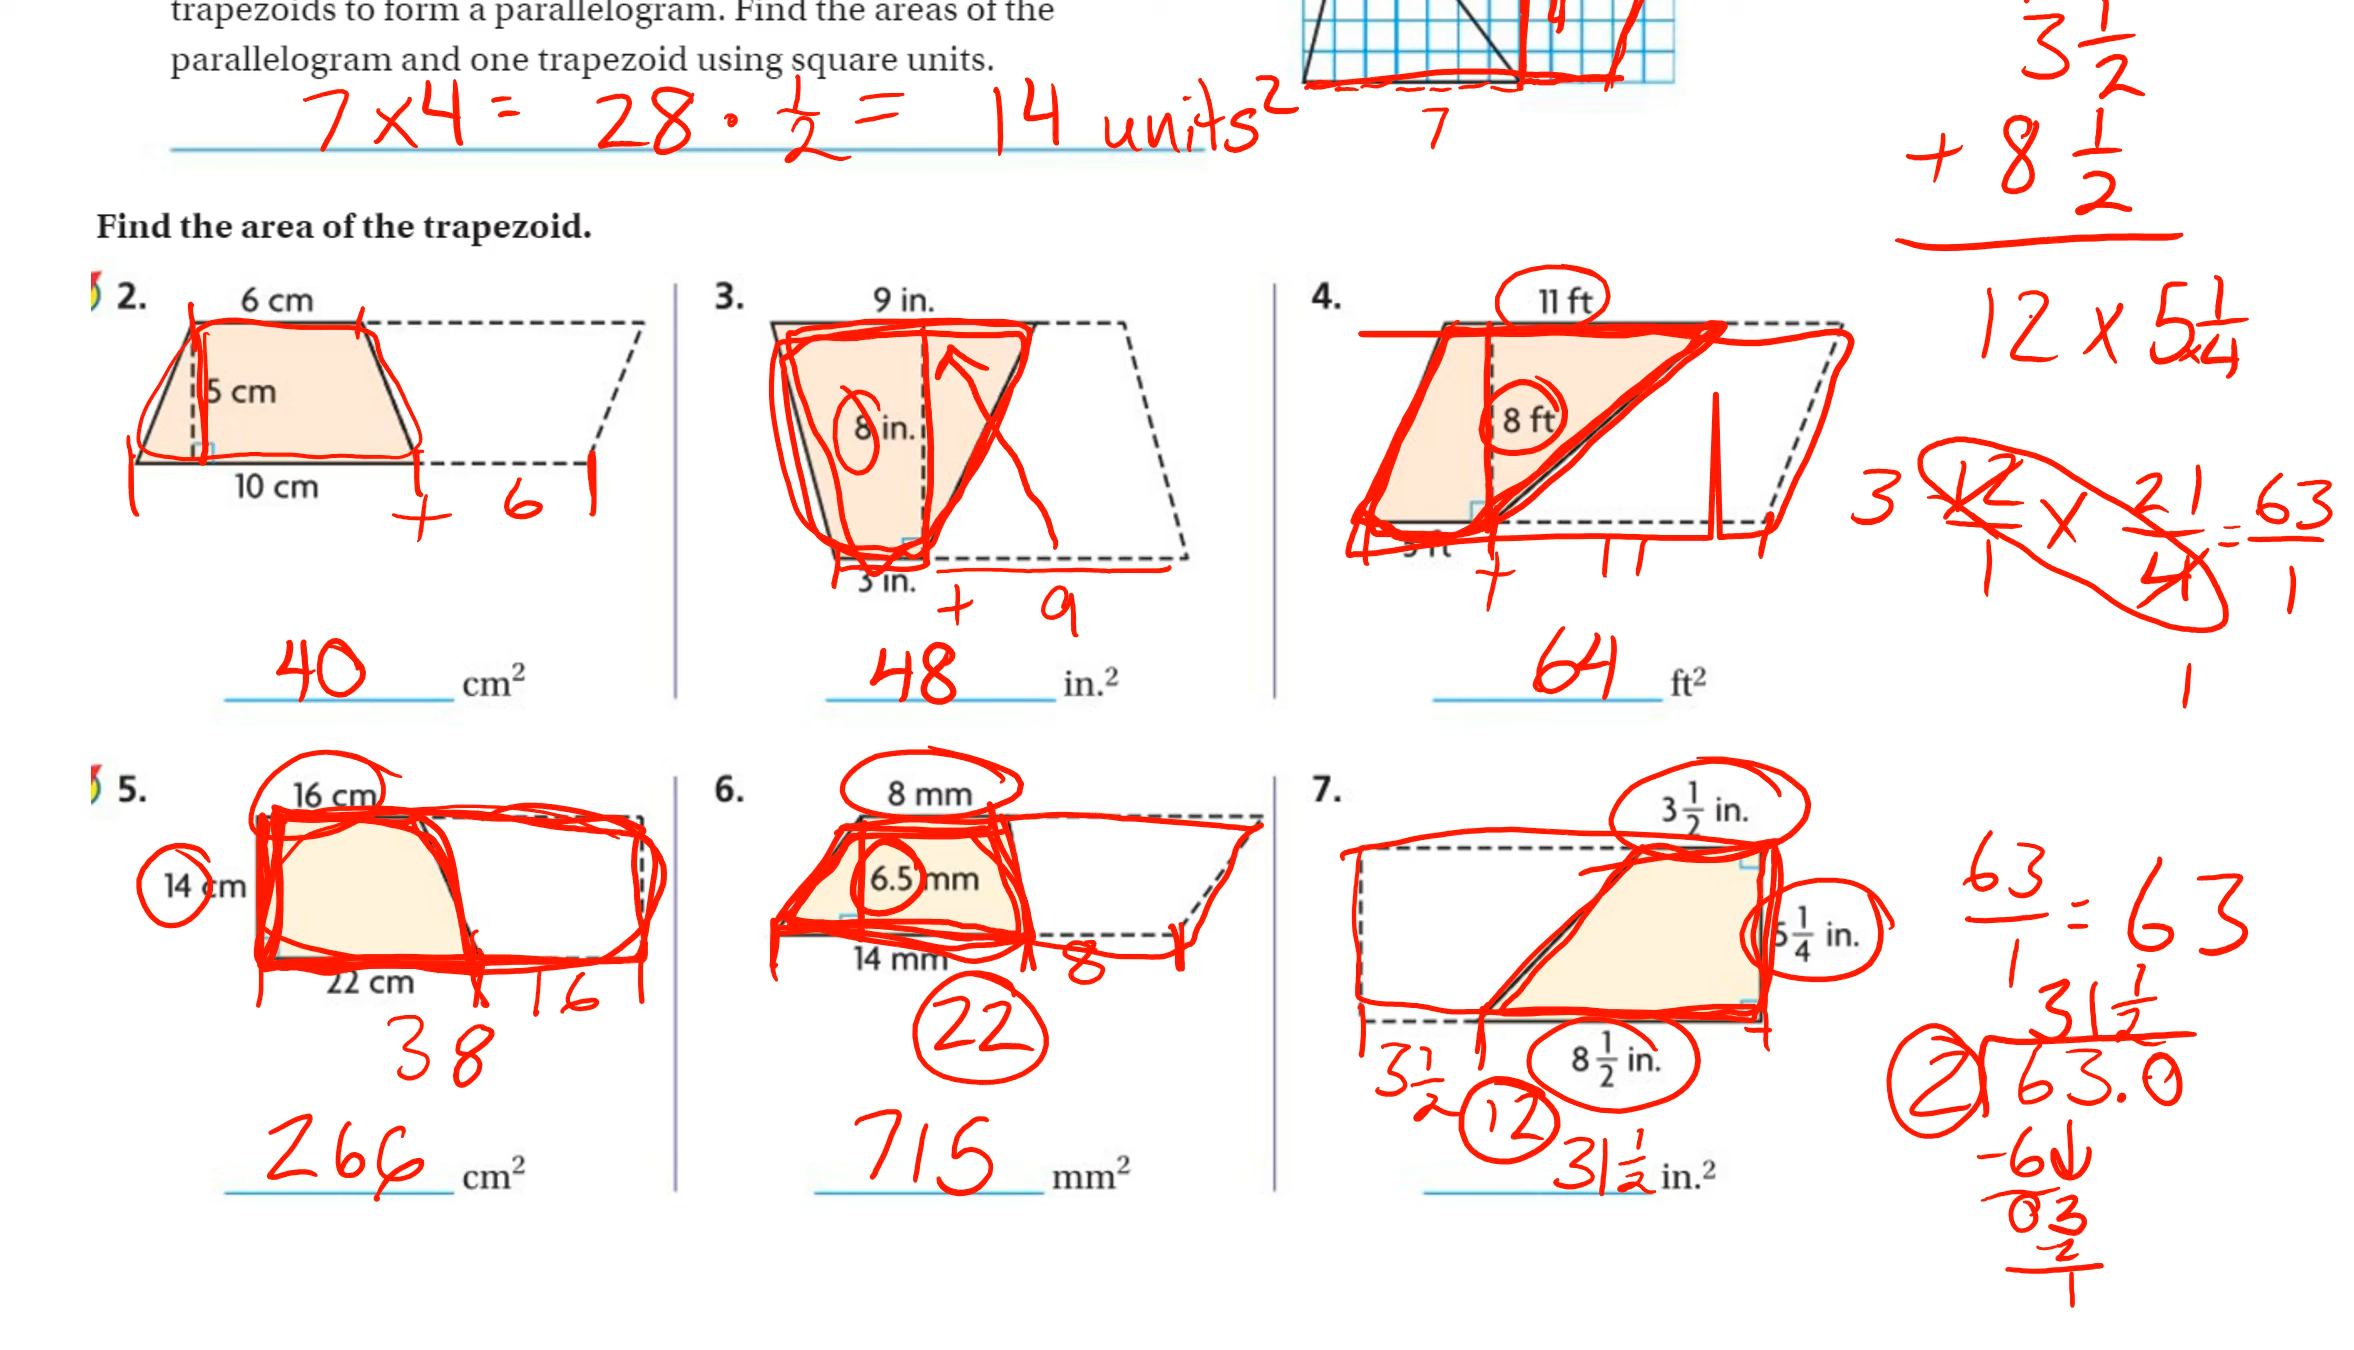 trapezoids to form a parallelogram. Find the areas of the
parallelogram and one trapezoid using square units.
7 x 4 = 28 · 1/2 = 14 units²
4
7
3 1/2
+ 8 1/2
12 x 5 1/4
3 12/1 x 21/4 = 63/1
1
63/1 = 63
31 1/2
2 63.0
-6
03
2
1
Find the area of the trapezoid.
2.
6 cm
5 cm
10 cm
+ 6
40 cm²
3.
9 in.
8 in.
3 in.
+ 9
48 in.²
4.
11 ft
8 ft
5 ft
+ 11
64 ft²
5.
16 cm
14 cm
22 cm
16
38
266 cm²
6.
8 mm
6.5 mm
14 mm
8
22
715 mm²
7.
3 1/2 in.
5 1/4 in.
8 1/2 in.
3 1/2
12
31 1/2 in.²